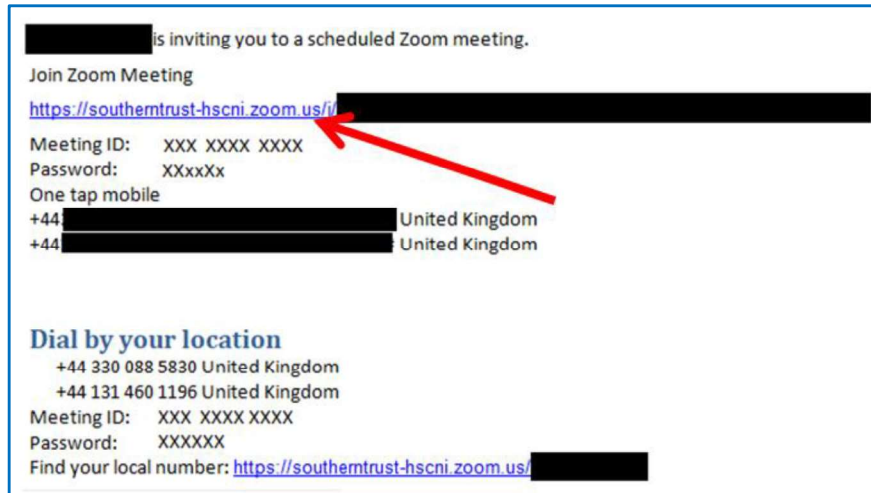 is inviting you to a scheduled Zoom meeting.
Join Zoom Meeting
https://southerntrust-hscni.zoom.us/j/
Meeting ID: XXX XXXX XXXX
Password: XXxxXx
One tap mobile
+44 United Kingdom
+44 United Kingdom
Dial by your location
+44 330 088 5830 United Kingdom
+44 131 460 1196 United Kingdom
Meeting ID: XXX XXXX XXXX
Password: XXXXXX
Find your local number: https://southerntrust-hscni.zoom.us/